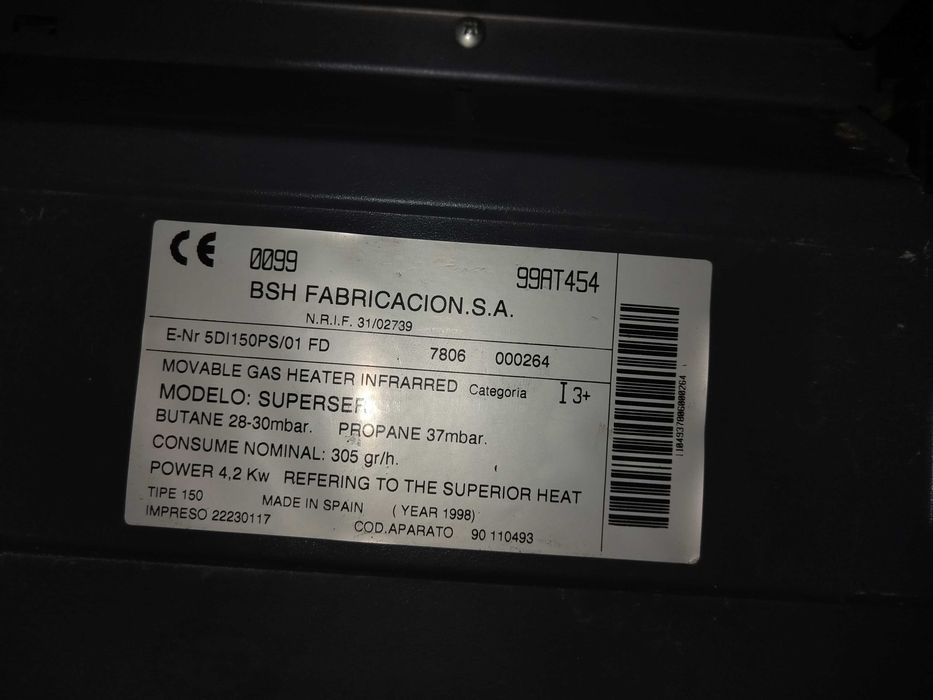 CE 0099 99AT454
BSH FABRICACION.S.A.
N.R.I.F. 31/02739
E-Nr 5DI150PS/01 FD 7806 000264
MOVABLE GAS HEATER INFRARRED Categoria I 3+
MODELO: SUPERSER
BUTANE 28-30mbar. PROPANE 37mbar.
CONSUME NOMINAL: 305 gr/h.
POWER 4,2 Kw REFERING TO THE SUPERIOR HEAT
TIPE 150 MADE IN SPAIN ( YEAR 1998)
IMPRESO 22230117 COD.APARATO 90 110493
1104937806000264